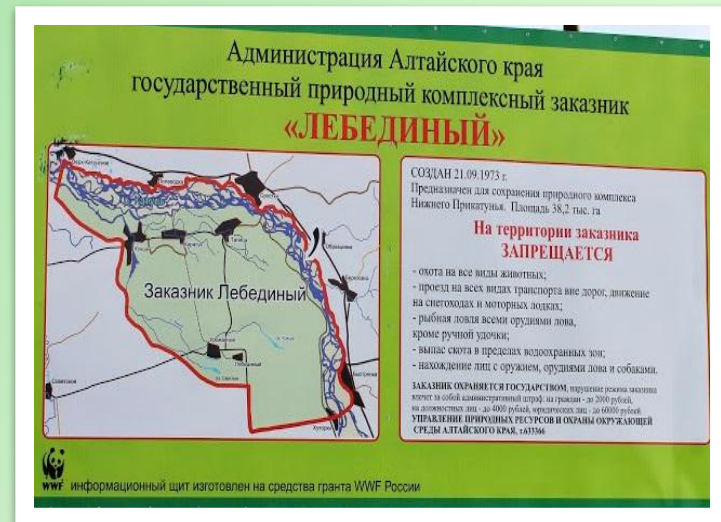 Администрация Алтайского края
государственный природный комплексный заказник
«ЛЕБЕДИНЫЙ»
Заказник Лебединый
СОЗДАН 21.09.1973 г.
Предназначен для сохранения природного комплекса
Нижнего Прикатунья. Площадь 38,2 тыс. га
На территории заказника
ЗАПРЕЩАЕТСЯ
- охота на все виды животных;
- проезд на всех видах транспорта вне дорог, движение
на снегоходах и моторных лодках;
- рыбная ловля всеми орудиями лова,
кроме ручной удочки;
- выпас скота в пределах водоохранных зон;
- нахождение лиц с оружием, орудиями лова и собаками.
ЗАКАЗНИК ОХРАНЯЕТСЯ ГОСУДАРСТВОМ, нарушение режима заказника
влечет за собой административный штраф: на граждан - до 2000 рублей,
на должностных лиц - до 4000 рублей, юридических лиц - до 60000 рублей
УПРАВЛЕНИЕ ПРИРОДНЫХ РЕСУРСОВ И ОХРАНЫ ОКРУЖАЮЩЕЙ
СРЕДЫ АЛТАЙСКОГО КРАЯ, т.633366
Советское
WWF информационный щит изготовлен на средства гранта WWF России